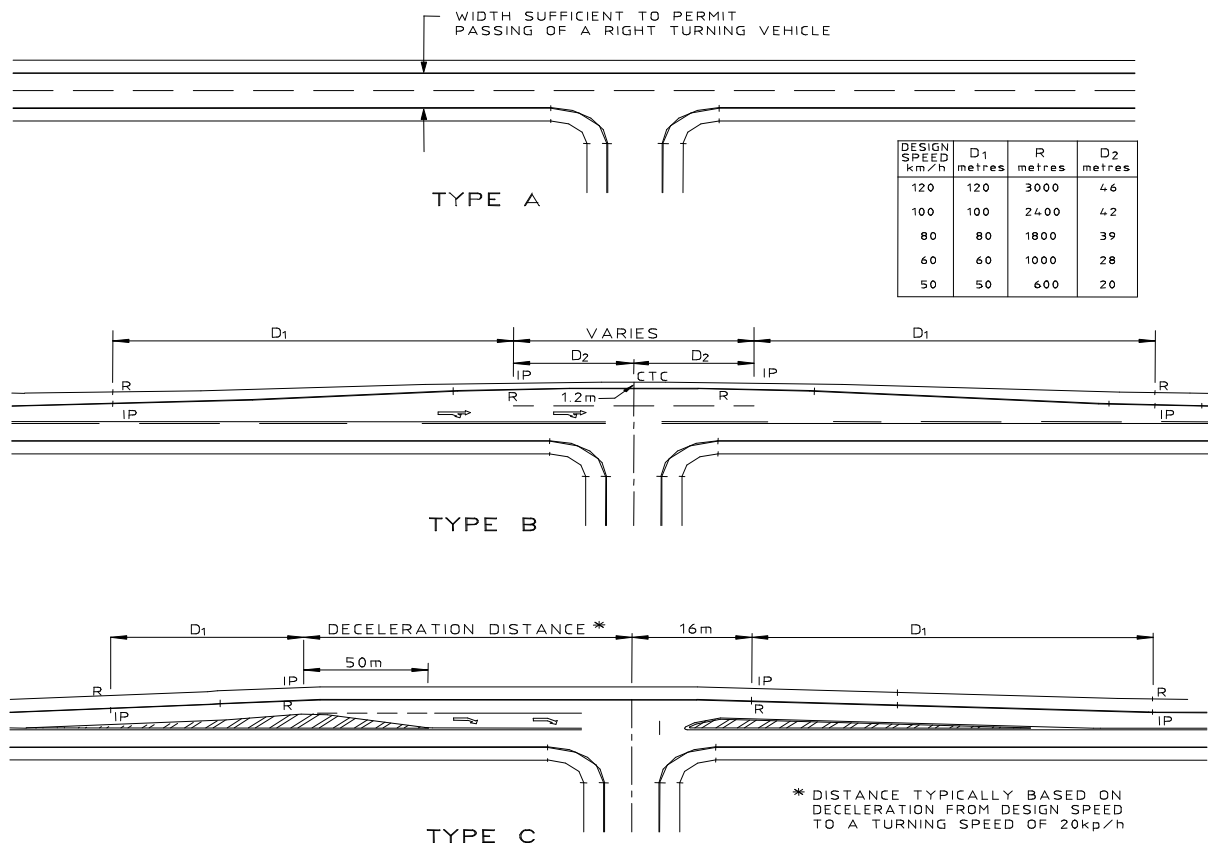 WIDTH SUFFICIENT TO PERMIT
PASSING OF A RIGHT TURNING VEHICLE
DESIGN SPEED km/h D1 metres R metres D2 metres
120 120 3000 46
100 100 2400 42
80 80 1800 39
60 60 1000 28
50 50 600 20
TYPE A
D1 VARIES D1
D2 D2
IP CTC IP
R R
1.2m R R
IP IP
TYPE B
D1 DECELERATION DISTANCE* 16m D1
50m
IP IP
R R
IP R R IP
TYPE C
* DISTANCE TYPICALLY BASED ON
DECELERATION FROM DESIGN SPEED
TO A TURNING SPEED OF 20kp/h